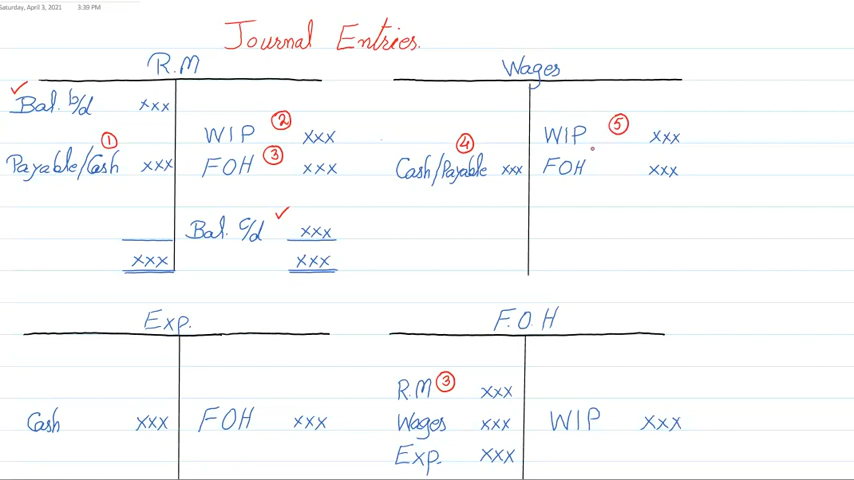 Saturday, April 3, 2021 3:39 PM
Journal Entries.
R.M
Bal. b/d xxx
WIP ② xxx
Payable/Cash ① xxx FOH ③ xxx
Bal. c/d xxx
xxx xxx
Wages
WIP ⑤ xxx
Cash/Payable ④ xxx FOH xxx
Exp.
Cash xxx FOH xxx
F.O.H
R.M ③ xxx
Wages xxx WIP xxx
Exp. xxx